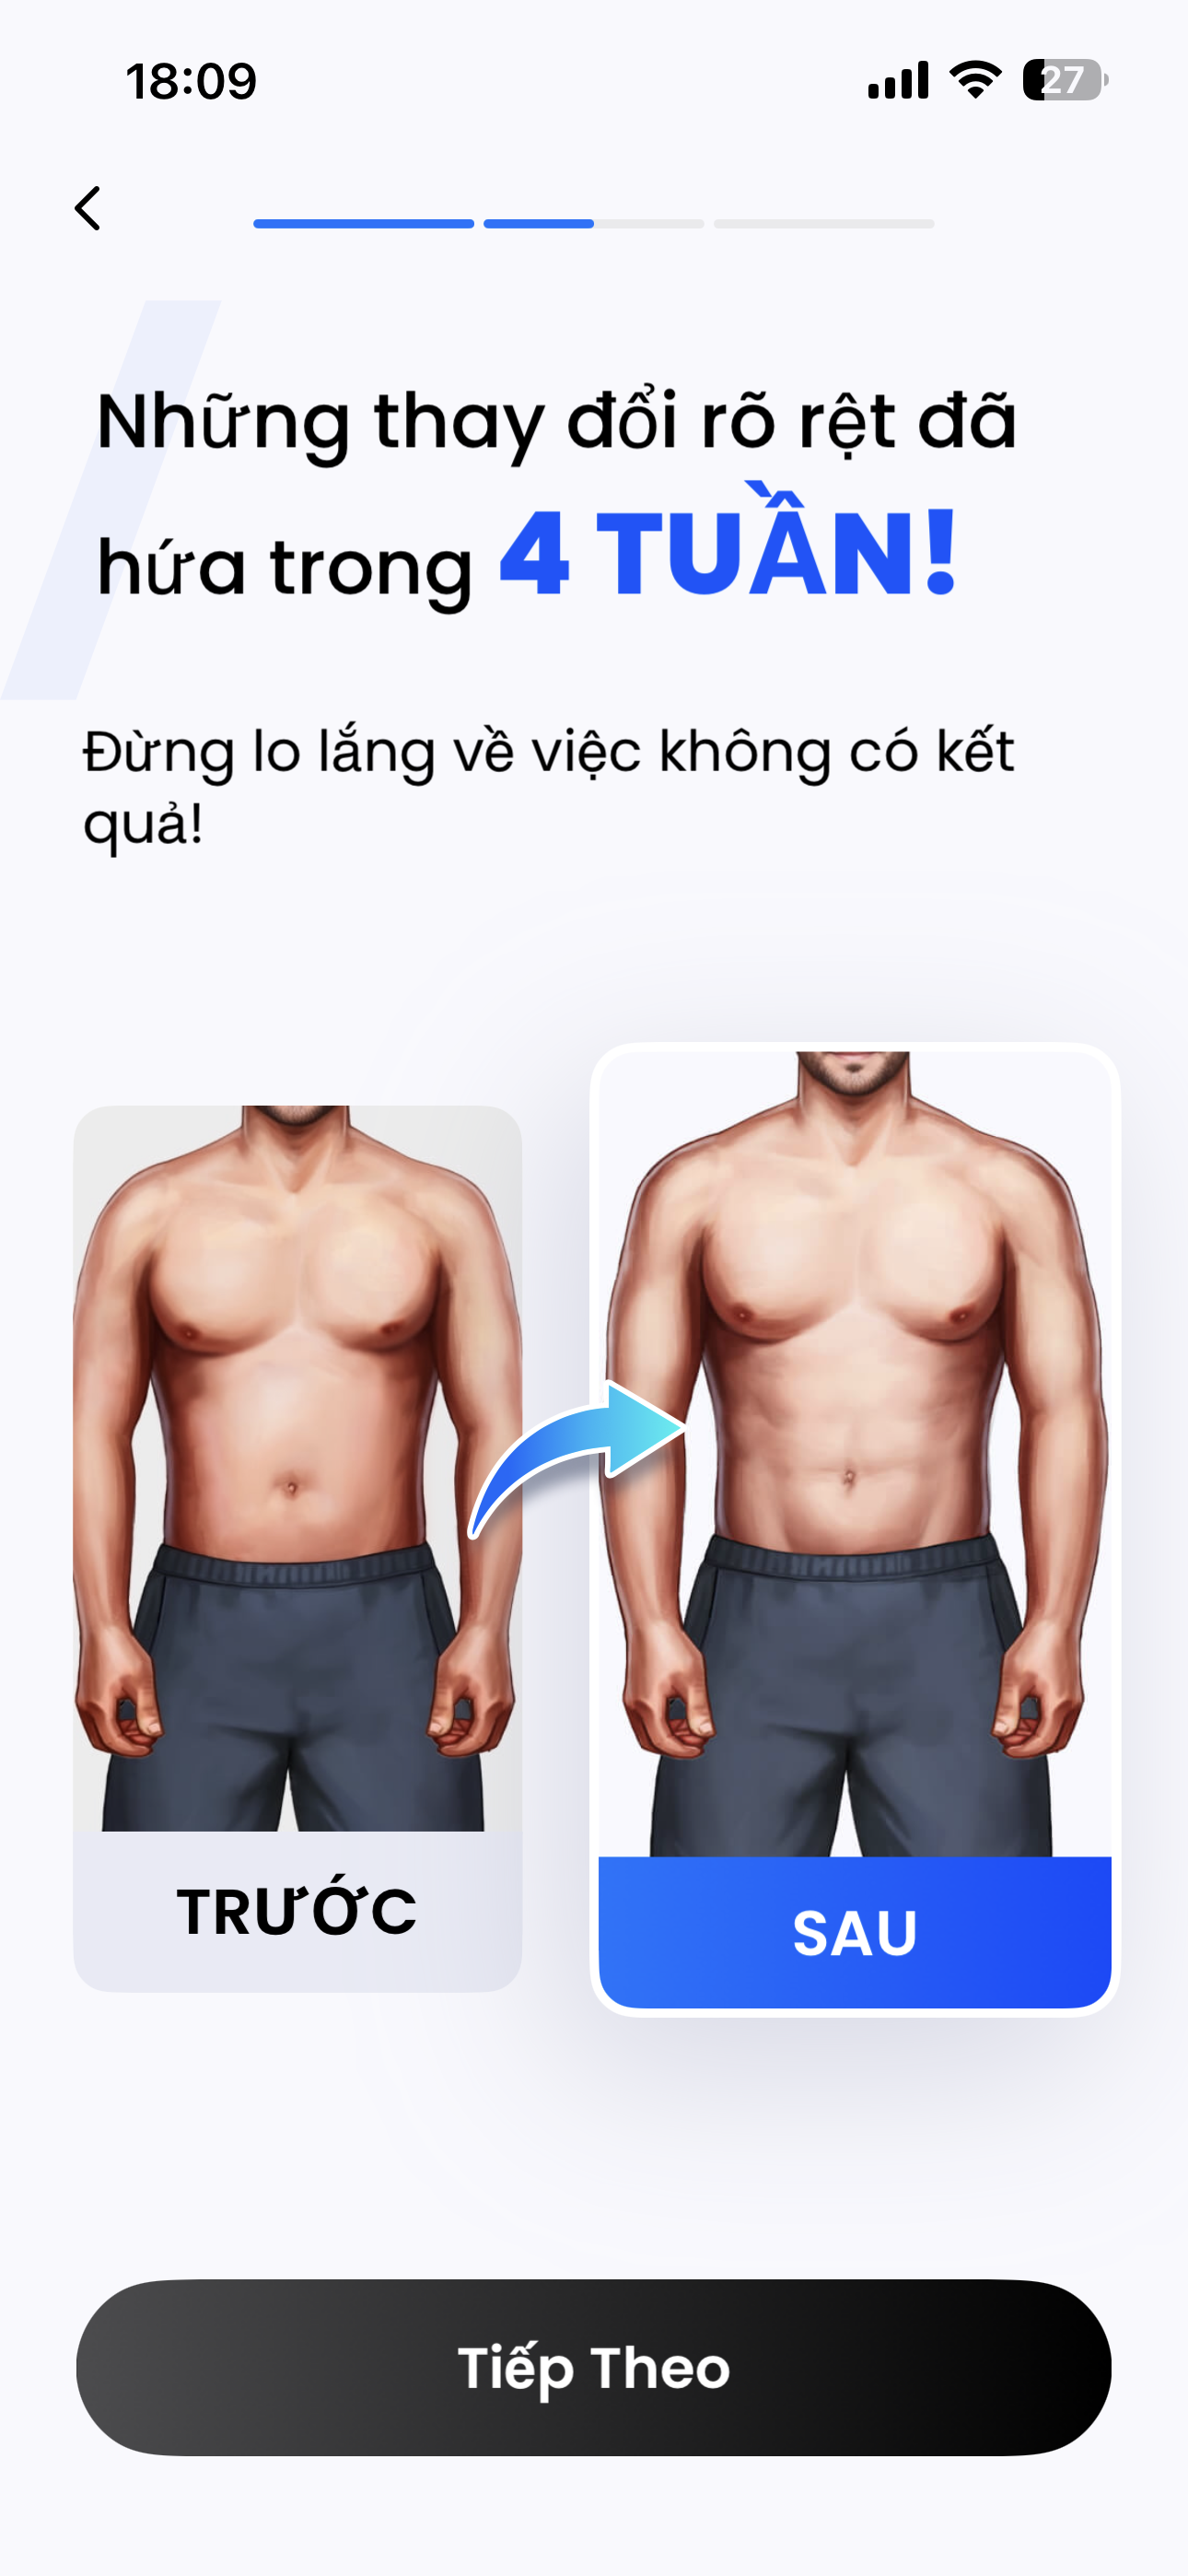 18:09
27
Những thay đổi rõ rệt đã
hứa trong 4 TUẦN!
Đừng lo lắng về việc không có kết
quả!
TRƯỚC
SAU
Tiếp Theo